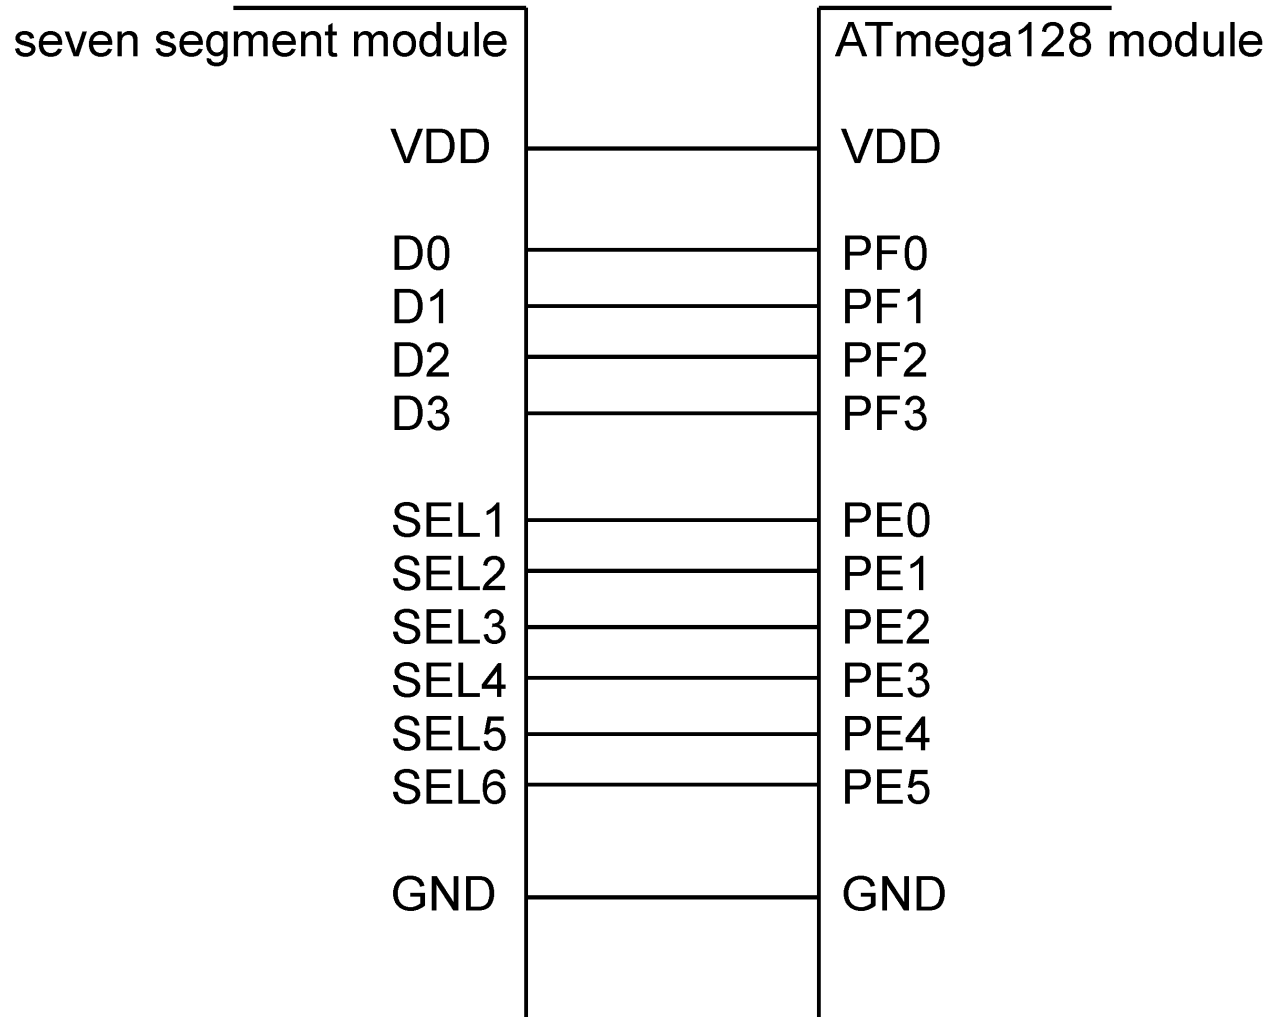 seven segment module ATmega128 module
VDD VDD
D0 PF0
D1 PF1
D2 PF2
D3 PF3
SEL1 PE0
SEL2 PE1
SEL3 PE2
SEL4 PE3
SEL5 PE4
SEL6 PE5
GND GND